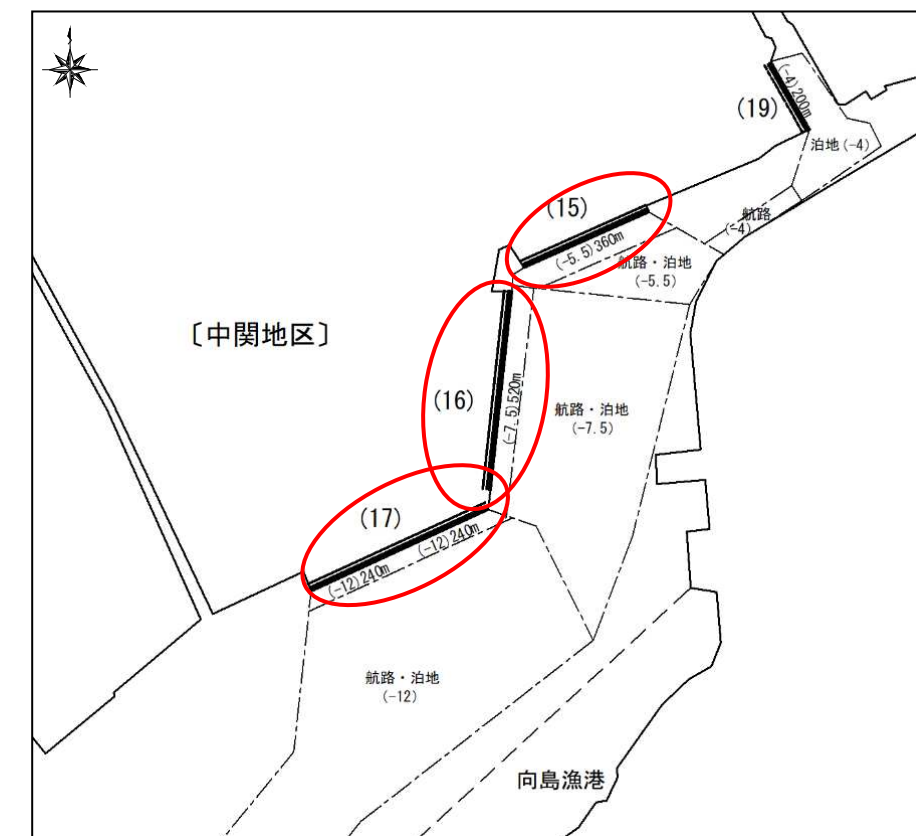 (-4)200m
(19)
泊地(-4)
(15)
航路
(-4)
(-5.5)360m
航路・泊地
(-5.5)
〔中関地区〕
(16)
(-7.5)520m
航路・泊地
(-7.5)
(17)
(-12)240m
(-12)240m
航路・泊地
(-12)
向島漁港